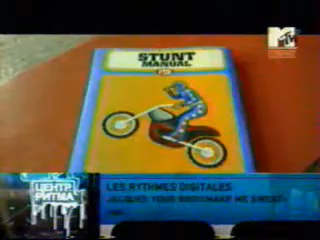 STUNT
MANUAL
MTV
ЦЕНТР
РИТМА
LES RYTHMES DIGITALES
JACQUES YOUR BODY(MAKE ME SWEAT)